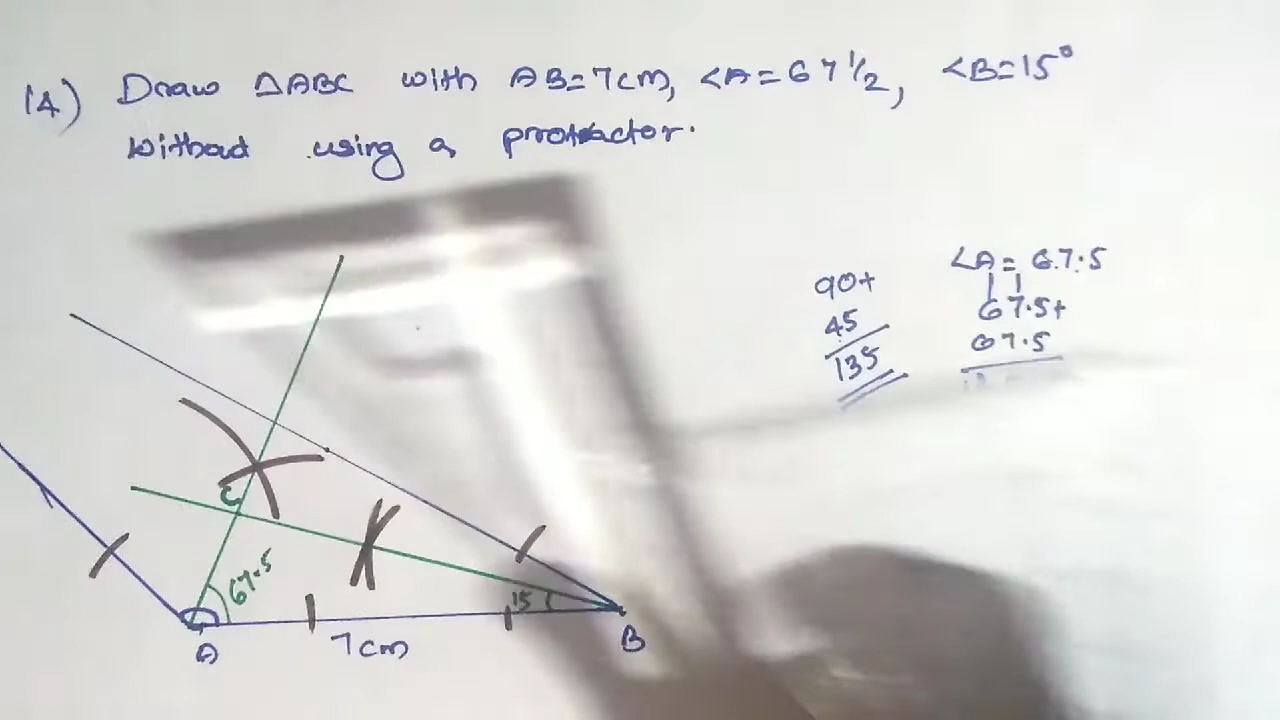 14) Draw △ABC with AB=7cm, <A=67½, <B=15°
without using a protractor.
90+
45
135
<A= 67.5
67.5+
67.5
C
67.5
15
A
7cm
B